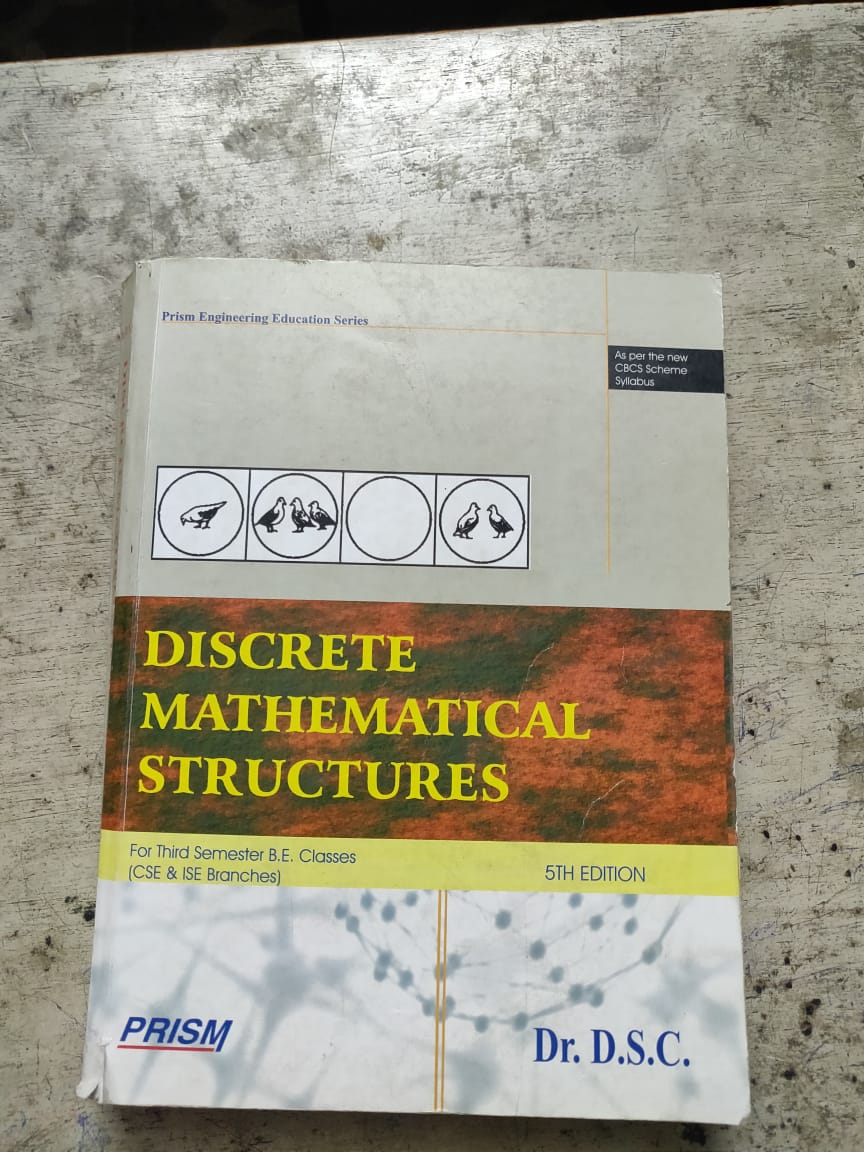 Prism Engineering Education Series
As per the new
CBCS Scheme
Syllabus
DISCRETE
MATHEMATICAL
STRUCTURES
For Third Semester B.E. Classes
(CSE & ISE Branches)
5TH EDITION
PRISM
Dr. D.S.C.